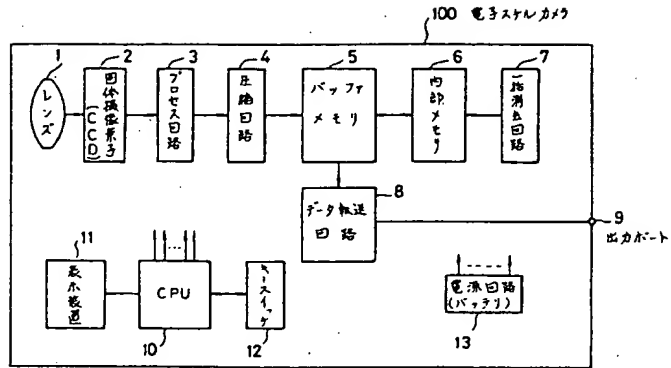 100 電子スチルカメラ
1
レンズ
2
固体撮像素子
(CCD)
3
プロセス回路
4
圧縮回路
5
バッファ
メモリ
6
内部メモリ
7
一括消去回路
8
データ転送
回路
9
出力ポート
11
表示装置
CPU
10
キースイッチ
12
電源回路
(バッテリ)
13